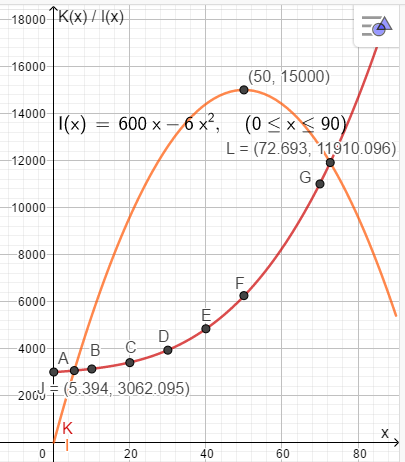 K(x) / I(x)
18000
16000
(50, 15000)
14000
I(x) = 600 x − 6 x², (0 ≤ x ≤ 90)
12000
L = (72.693, 11910.096)
G
10000
8000
F
6000
E
D
4000
A B C
J = (5.394, 3062.095)
2000
K
I
x
0 20 40 60 80